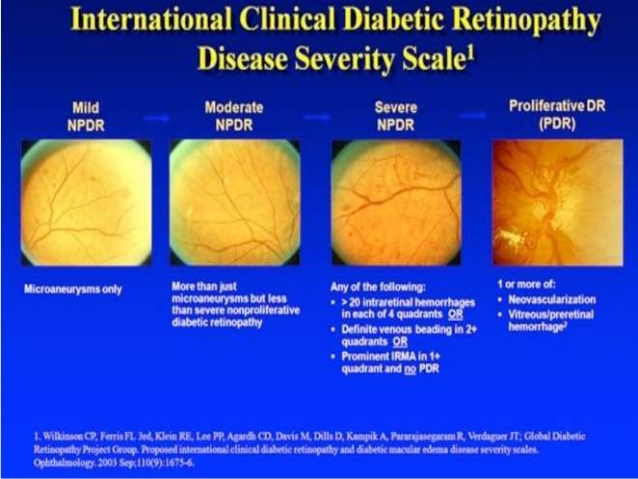 International Clinical Diabetic Retinopathy
Disease Severity Scale1
Mild
NPDR
Moderate
NPDR
Severe
NPDR
Proliferative DR
(PDR)
Microaneurysms only
More than just
microaneurysms but less
than severe nonproliferative
diabetic retinopathy
Any of the following:
• > 20 intraretinal hemorrhages
in each of 4 quadrants OR
• Definite venous beading in 2+
quadrants OR
• Prominent IRMA in 1+
quadrant and no PDR
1 or more of:
• Neovascularization
• Vitreous/preretinal
hemorrhage2
1. Wilkinson CP, Ferris FL 3rd, Klein RE, Lee PP, Agardh CD, Davis M, Dills D, Kampik A, Pararajasegaram R, Verdaguer JT; Global Diabetic
Retinopathy Project Group. Proposed international clinical diabetic retinopathy and diabetic macular edema disease severity scales.
Ophthalmology. 2003 Sep;110(9):1675-6.